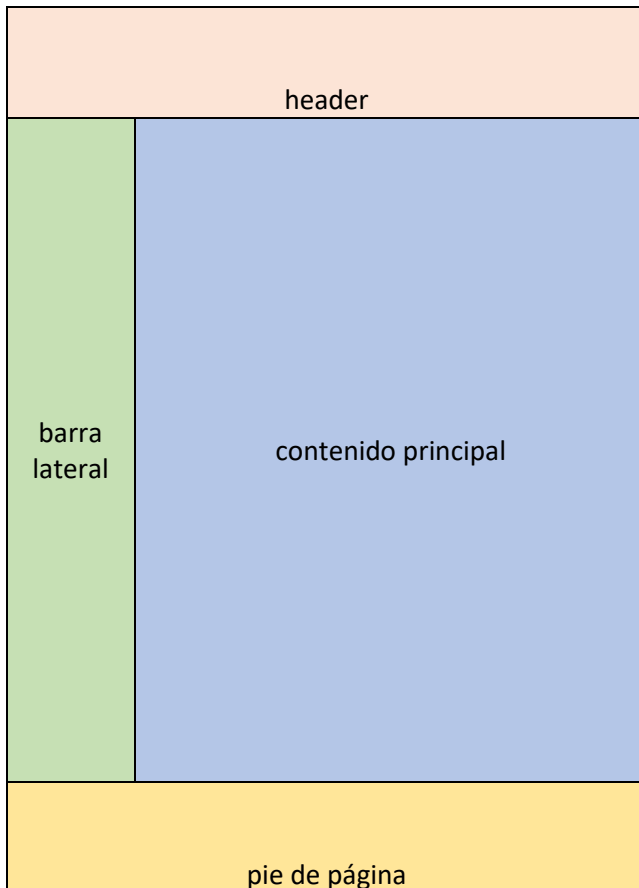 header
barra
lateral
contenido principal
pie de página